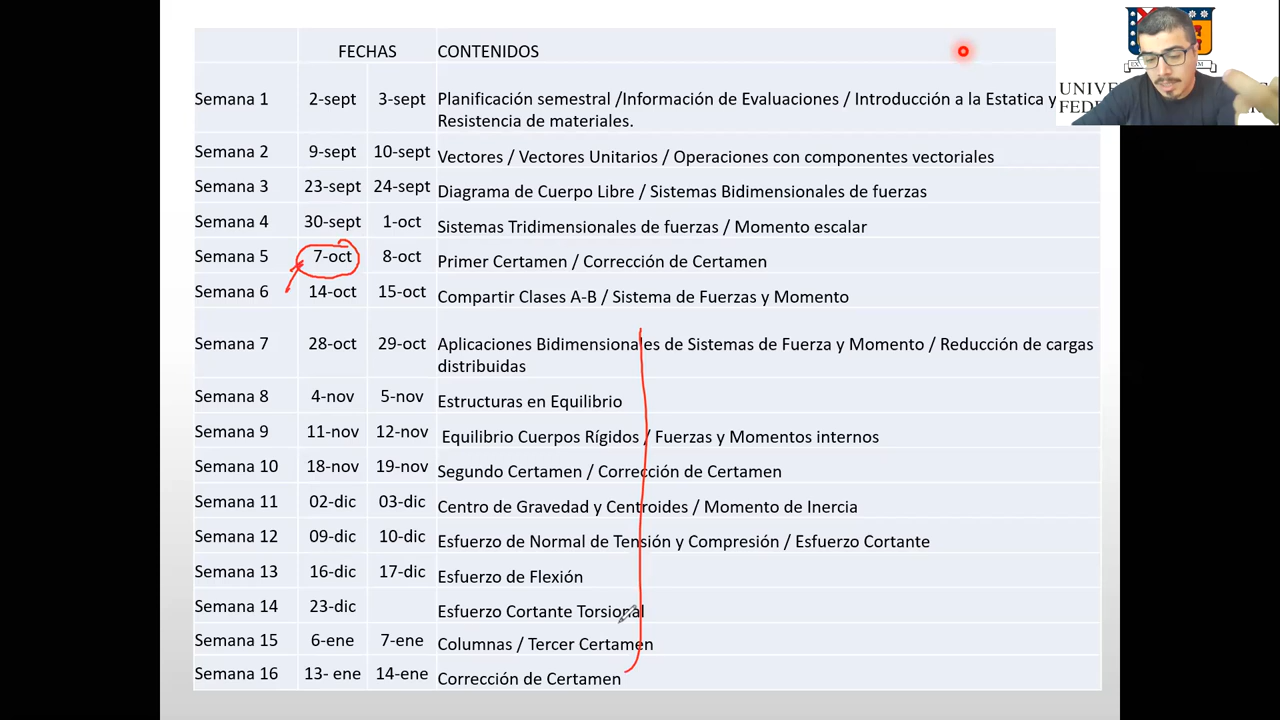 FECHAS CONTENIDOS
Semana 1 2-sept 3-sept Planificación semestral /Información de Evaluaciones / Introducción a la Estatica y
Resistencia de materiales.
Semana 2 9-sept 10-sept Vectores / Vectores Unitarios / Operaciones con componentes vectoriales
Semana 3 23-sept 24-sept Diagrama de Cuerpo Libre / Sistemas Bidimensionales de fuerzas
Semana 4 30-sept 1-oct Sistemas Tridimensionales de fuerzas / Momento escalar
Semana 5 7-oct 8-oct Primer Certamen / Corrección de Certamen
Semana 6 14-oct 15-oct Compartir Clases A-B / Sistema de Fuerzas y Momento
Semana 7 28-oct 29-oct Aplicaciones Bidimensionales de Sistemas de Fuerza y Momento / Reducción de cargas
distribuidas
Semana 8 4-nov 5-nov Estructuras en Equilibrio
Semana 9 11-nov 12-nov Equilibrio Cuerpos Rígidos / Fuerzas y Momentos internos
Semana 10 18-nov 19-nov Segundo Certamen / Corrección de Certamen
Semana 11 02-dic 03-dic Centro de Gravedad y Centroides / Momento de Inercia
Semana 12 09-dic 10-dic Esfuerzo de Normal de Tensión y Compresión / Esfuerzo Cortante
Semana 13 16-dic 17-dic Esfuerzo de Flexión
Semana 14 23-dic Esfuerzo Cortante Torsional
Semana 15 6-ene 7-ene Columnas / Tercer Certamen
Semana 16 13- ene 14-ene Corrección de Certamen